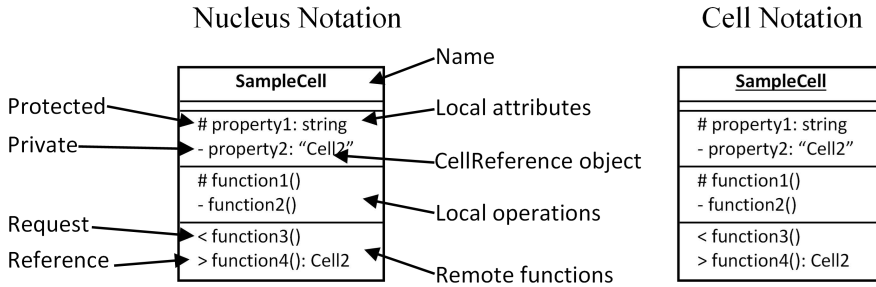 Nucleus Notation
Cell Notation
SampleCell
Name
SampleCell
Protected
# property1: string
Local attributes
# property1: string
Private
- property2: “Cell2”
CellReference object
- property2: “Cell2”
# function1()
# function1()
- function2()
Local operations
- function2()
Request
< function3()
< function3()
Reference
> function4(): Cell2
Remote functions
> function4(): Cell2